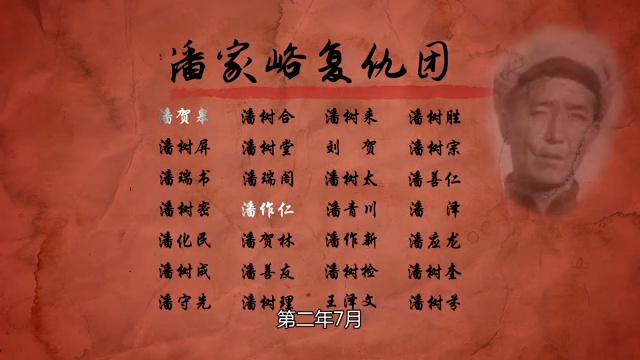 潘家峪复仇团
潘贺皋 潘树合 潘树来 潘树胜
潘树屏 潘树堂 刘贺 潘树宗
潘瑞书 潘瑞阁 潘树太 潘善仁
潘树密 潘作仁 潘青川 潘泽
潘化民 潘贺林 潘作新 潘应龙
潘树成 潘善友 潘树检 潘树奎
潘守先 潘树理 王泽文 潘树芬
第二年7月